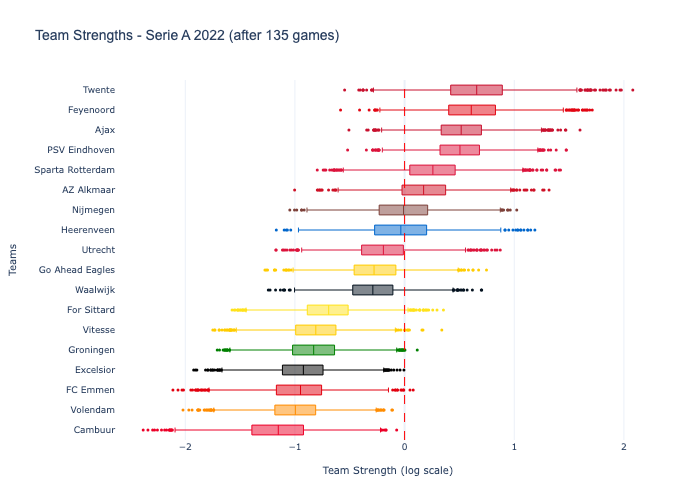 Team Strengths - Serie A 2022 (after 135 games)
Twente
Feyenoord
Ajax
PSV Eindhoven
Sparta Rotterdam
AZ Alkmaar
Nijmegen
Heerenveen
Utrecht
Go Ahead Eagles
Waalwijk
For Sittard
Vitesse
Groningen
Excelsior
FC Emmen
Volendam
Cambuur
Teams
−2 −1 0 1 2
Team Strength (log scale)